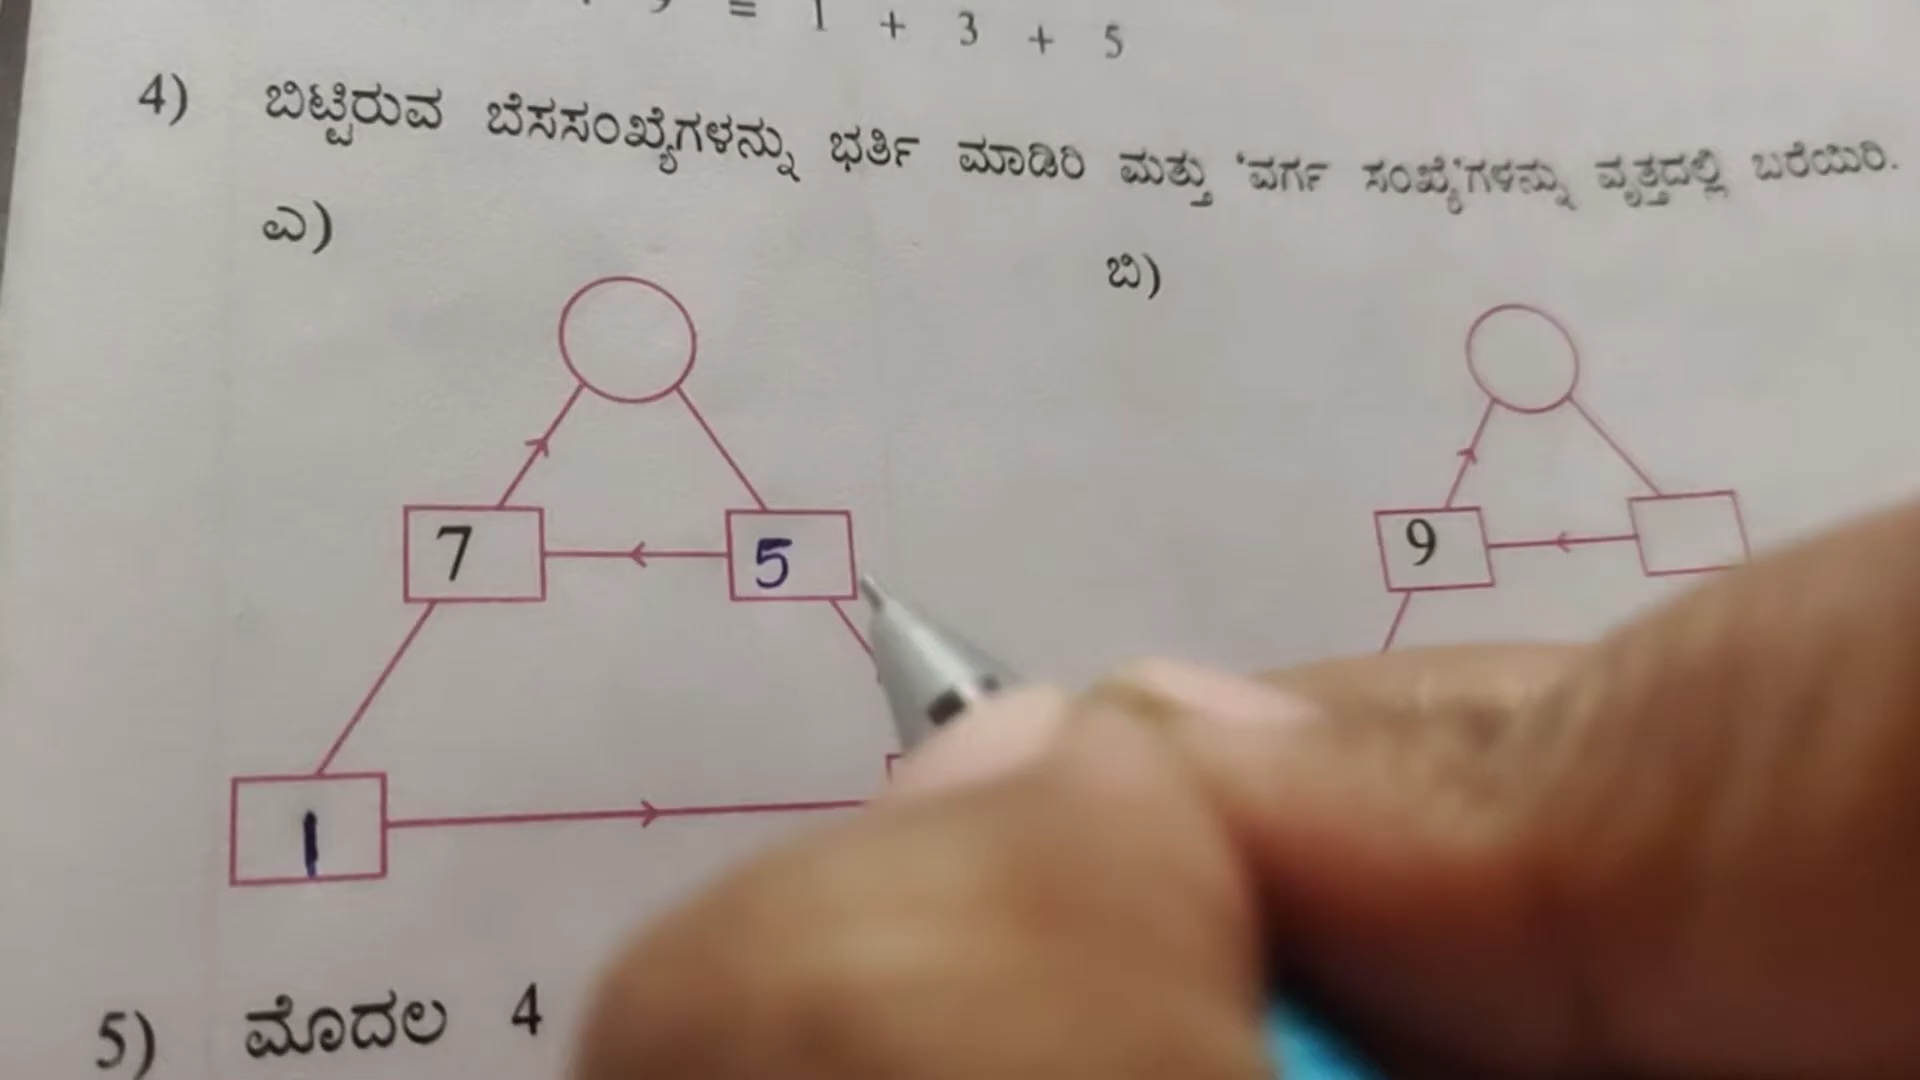 9 = 1 + 3 + 5
4) ಬಿಟ್ಟಿರುವ ಬೆಸಸಂಖ್ಯೆಗಳನ್ನು ಭರ್ತಿ ಮಾಡಿರಿ ಮತ್ತು 'ವರ್ಗ ಸಂಖ್ಯೆ'ಗಳನ್ನು ವೃತ್ತದಲ್ಲಿ ಬರೆಯಿರಿ.
ಎ)
ಬಿ)
7 5
9
1
5) ಮೊದಲ 4